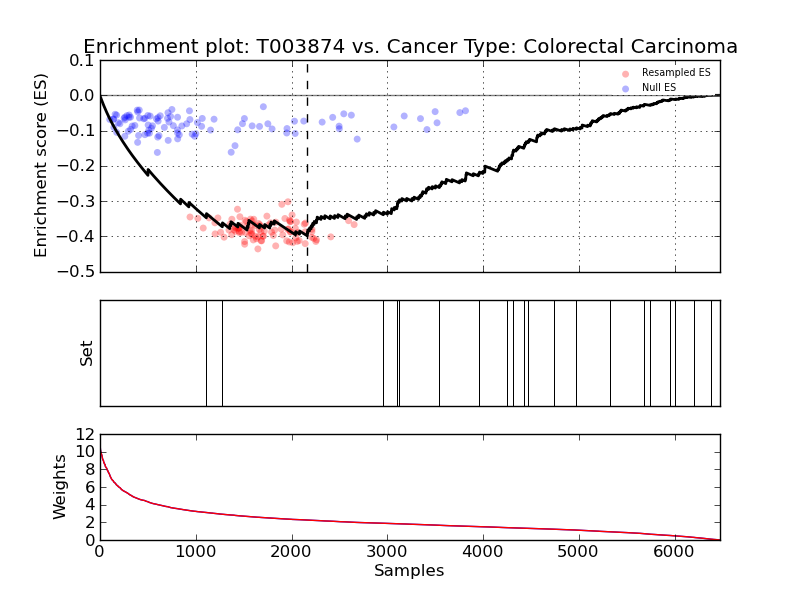 Enrichment plot: T003874 vs. Cancer Type: Colorectal Carcinoma
0.1
0.0
−0.1
−0.2
−0.3
−0.4
−0.5
Enrichment score (ES)
Resampled ES
Null ES
Set
12
10
8
6
4
2
0
Weights
0 1000 2000 3000 4000 5000 6000
Samples